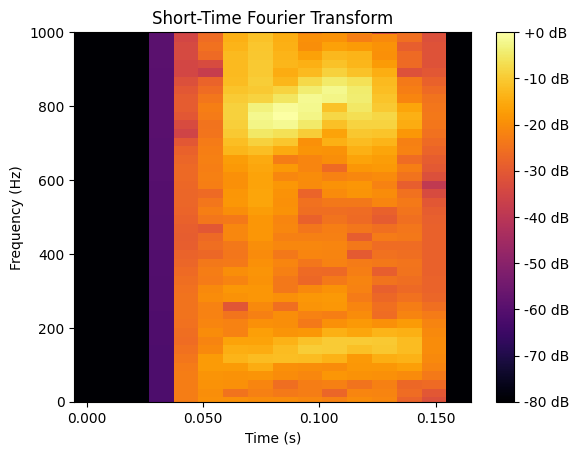 Short-Time Fourier Transform
1000
800
600
400
200
0
Frequency (Hz)
0.000
0.050
0.100
0.150
Time (s)
+0 dB
-10 dB
-20 dB
-30 dB
-40 dB
-50 dB
-60 dB
-70 dB
-80 dB